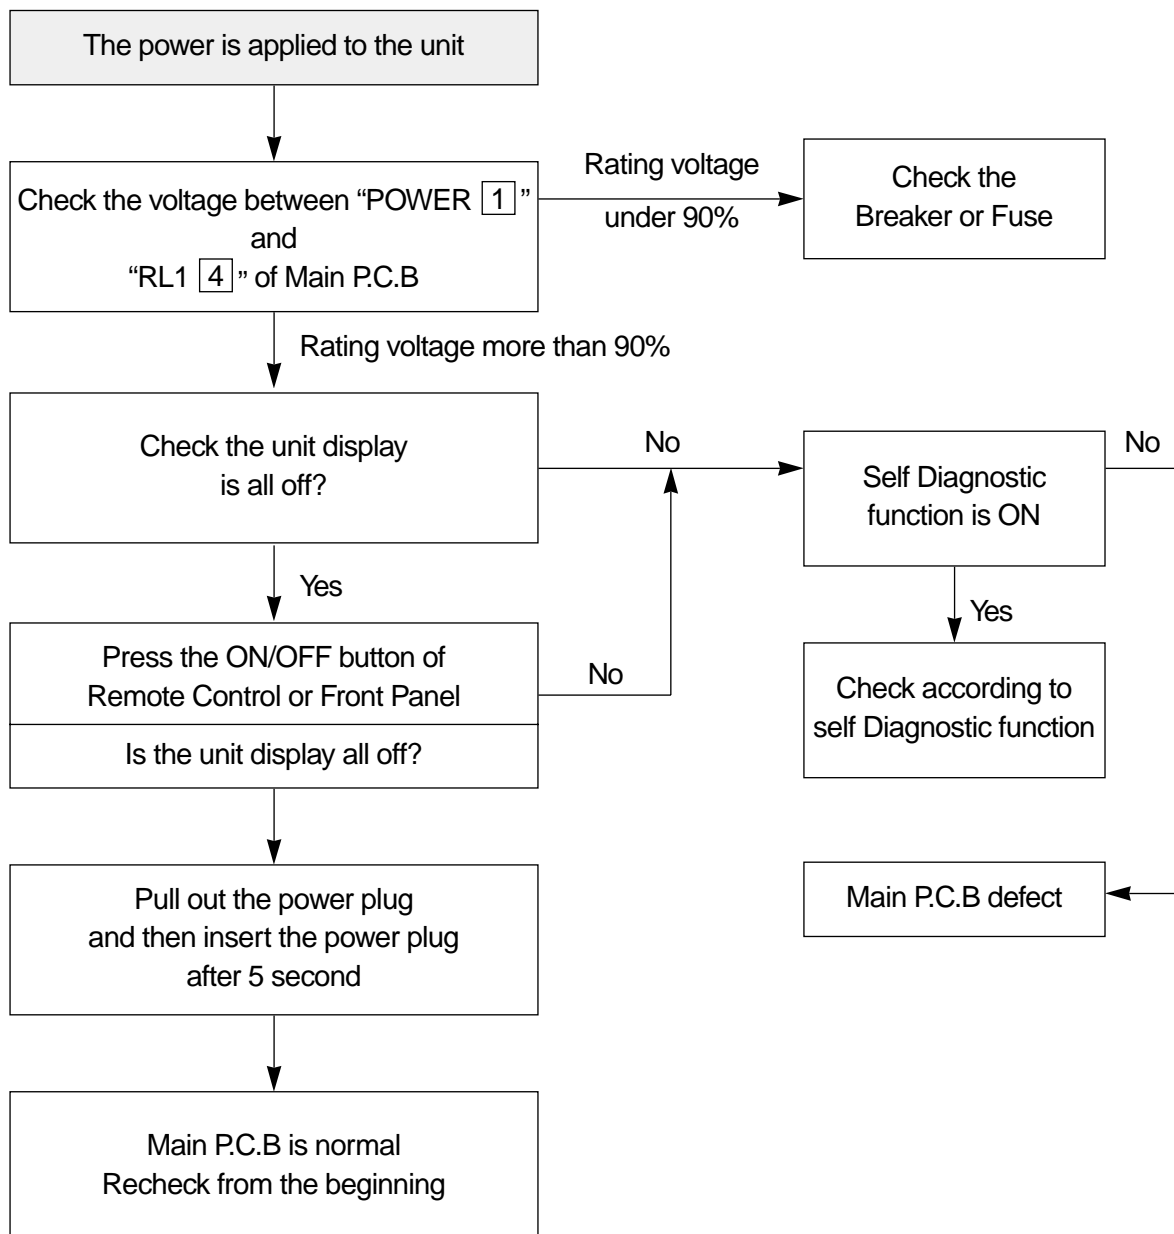 The power is applied to the unit
Check the voltage between “POWER 1”
and
“RL1 4” of Main P.C.B
Rating voltage
under 90%
Check the
Breaker or Fuse
Rating voltage more than 90%
Check the unit display
is all off?
No
Self Diagnostic
function is ON
No
Yes
Yes
Press the ON/OFF button of
Remote Control or Front Panel
No
Is the unit display all off?
Check according to
self Diagnostic function
Pull out the power plug
and then insert the power plug
after 5 second
Main P.C.B defect
Main P.C.B is normal
Recheck from the beginning